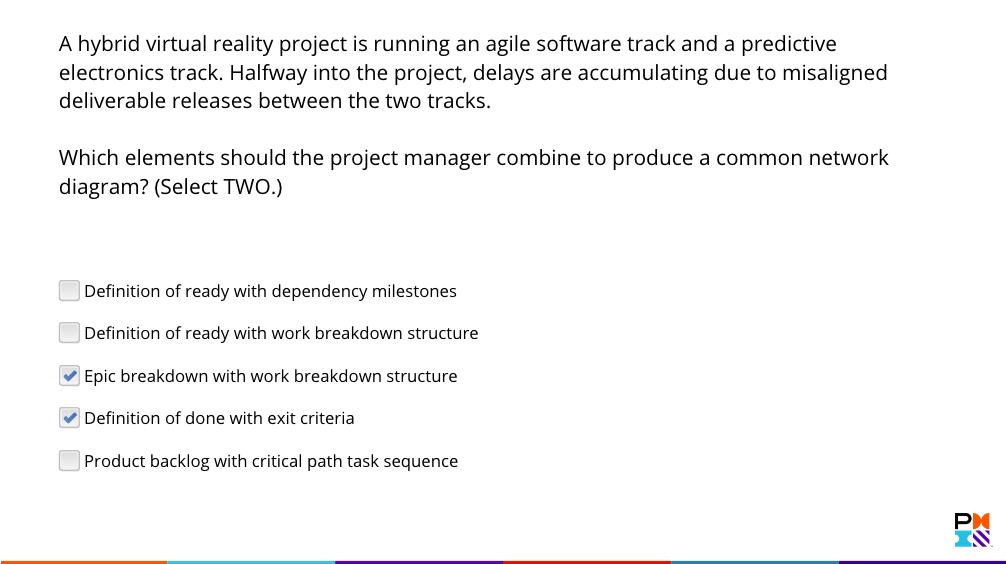 A hybrid virtual reality project is running an agile software track and a predictive
electronics track. Halfway into the project, delays are accumulating due to misaligned
deliverable releases between the two tracks.
Which elements should the project manager combine to produce a common network
diagram? (Select TWO.)
Definition of ready with dependency milestones
Definition of ready with work breakdown structure
Epic breakdown with work breakdown structure
Definition of done with exit criteria
Product backlog with critical path task sequence